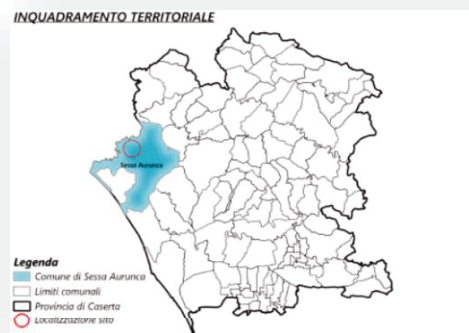 INQUADRAMENTO TERRITORIALE
Sessa Aurunca
Legenda
Comune di Sessa Aurunca
Limiti comunali
Provincia di Caserta
Localizzazione sito